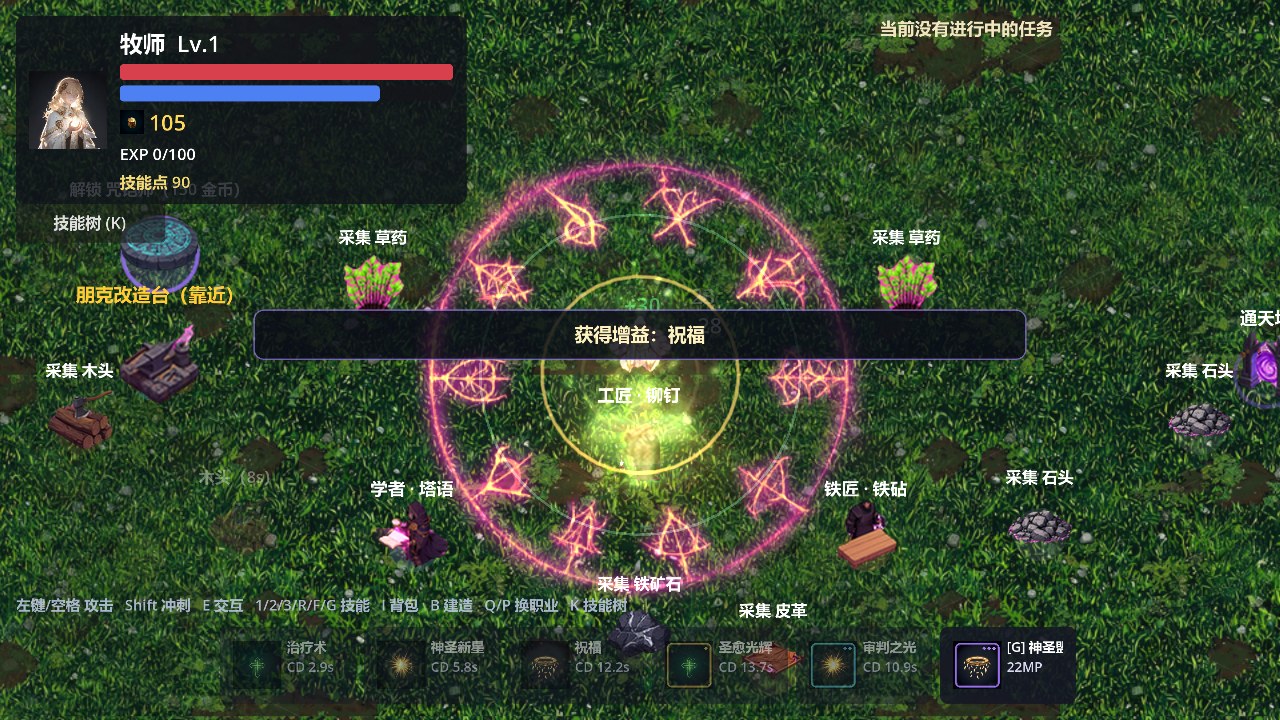 牧师 Lv.1
当前没有进行中的任务
105
EXP 0/100
技能点 90
技能树 (K)
采集 草药
采集 草药
朋克改造台（靠近）
+30
38
获得增益：祝福
采集 木头
采集 石头
工匠 · 铆钉
木头 (8s)
学者 · 塔语
铁匠 · 铁砧
采集 石头
采集 铁矿石
采集 皮革
左键/空格 攻击 Shift 冲刺 E 交互 1/2/3/R/F/G 技能 I 背包 B 建造 Q/P 换职业 K 技能树
治疗术
CD 2.9s
神圣新星
CD 5.8s
祝福
CD 12.2s
圣愈光辉
CD 13.7s
审判之光
CD 10.9s
[G] 神圣
22MP